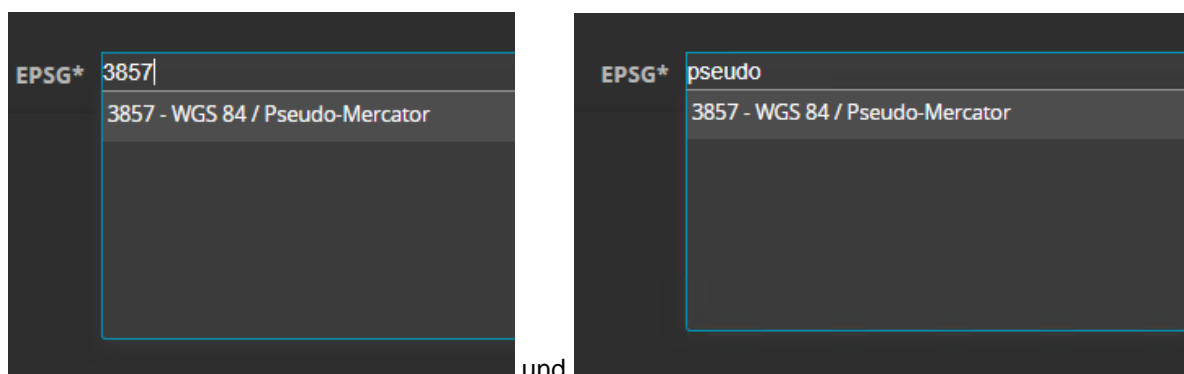 EPSG* 3857
3857 - WGS 84 / Pseudo-Mercator
und
EPSG* pseudo
3857 - WGS 84 / Pseudo-Mercator